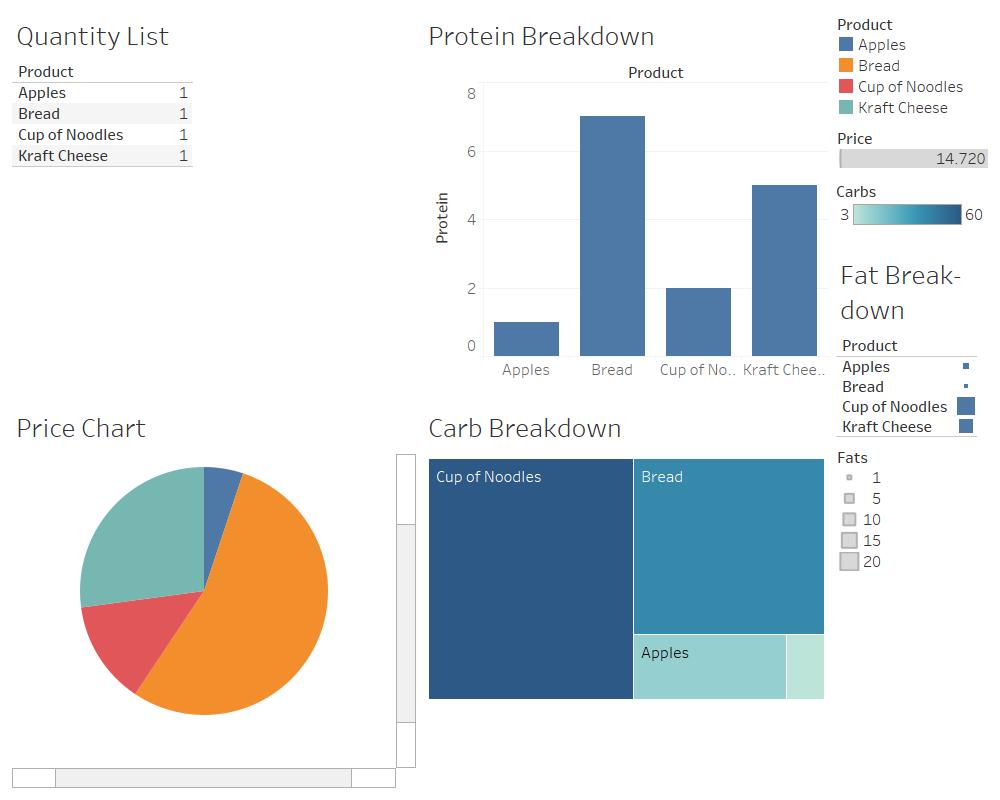 Quantity List
Product
Apples 1
Bread 1
Cup of Noodles 1
Kraft Cheese 1
Protein Breakdown
Product
8
6
4
2
0
Protein
Apples Bread Cup of No.. Kraft Chee..
Product
Apples
Bread
Cup of Noodles
Kraft Cheese
Price
14.720
Carbs
3 60
Fat Break-
down
Product
Apples
Bread
Cup of Noodles
Kraft Cheese
Fats
1
5
10
15
20
Price Chart
Carb Breakdown
Cup of Noodles
Bread
Apples